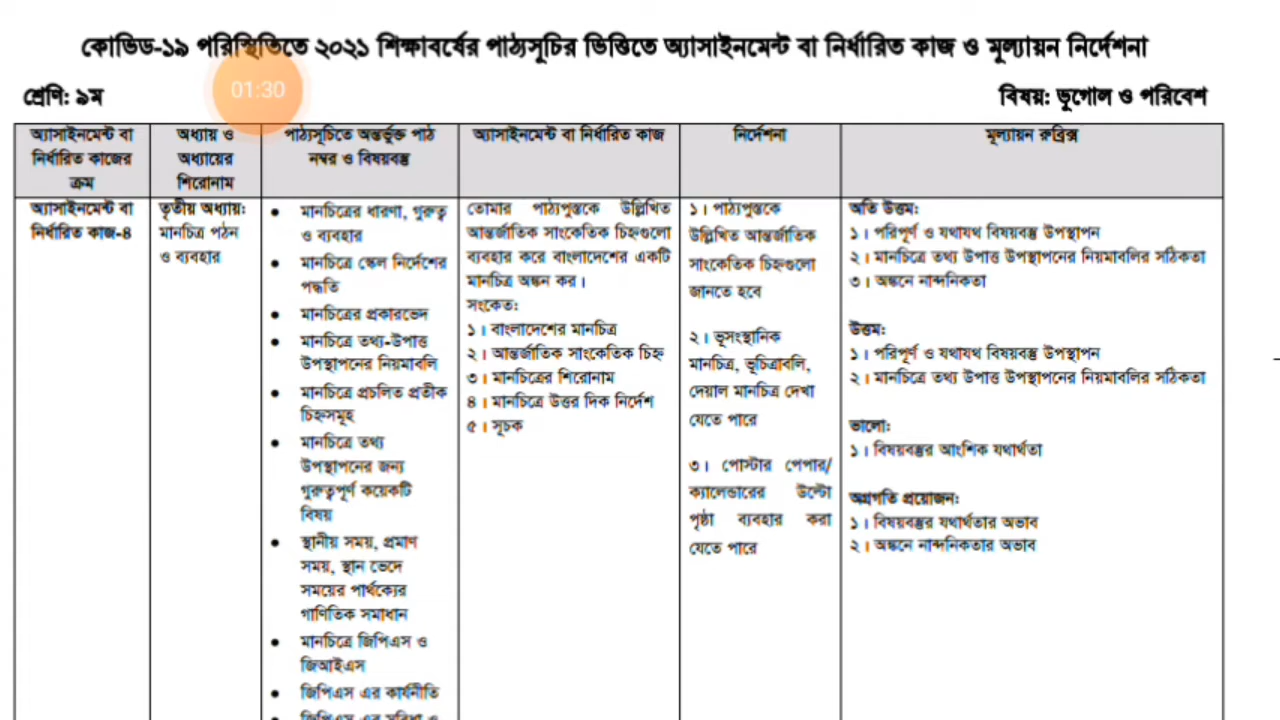 কোভিড-১৯ পরিস্থিতিতে ২০২১ শিক্ষাবর্ষের পাঠ্যসূচির ভিত্তিতে অ্যাসাইনমেন্ট বা নির্ধারিত কাজ ও মূল্যায়ন নির্দেশনা
01:30
শ্রেণি: ৯ম
বিষয়: ভূগোল ও পরিবেশ
অ্যাসাইনমেন্ট বা
নির্ধারিত কাজের
ক্রম
অধ্যায় ও
অধ্যায়ের
শিরোনাম
পাঠ্যসূচিতে অন্তর্ভুক্ত পাঠ
নম্বর ও বিষয়বস্তু
অ্যাসাইনমেন্ট বা নির্ধারিত কাজ
নির্দেশনা
মূল্যায়ন রুব্রিক্স
অ্যাসাইনমেন্ট বা
নির্ধারিত কাজ-৪
তৃতীয় অধ্যায়:
মানচিত্র পঠন
ও ব্যবহার
• মানচিত্রের ধারণা, গুরুত্ব
ও ব্যবহার
• মানচিত্রে স্কেল নির্দেশের
পদ্ধতি
• মানচিত্রের প্রকারভেদ
• মানচিত্রে তথ্য-উপাত্ত
উপস্থাপনের নিয়মাবলি
• মানচিত্রে প্রচলিত প্রতীক
চিহ্নসমূহ
• মানচিত্রে তথ্য
উপস্থাপনের জন্য
গুরুত্বপূর্ণ কয়েকটি
বিষয়
• স্থানীয় সময়, প্রমাণ
সময়, স্থান ভেদে
সময়ের পার্থক্যের
গাণিতিক সমাধান
• মানচিত্রে জিপিএস ও
জিআইএস
• জিপিএস এর কার্যনীতি
• জিপিএস এর সুবিধা ও
তোমার পাঠ্যপুস্তকে উল্লিখিত
আন্তর্জাতিক সাংকেতিক চিহ্নগুলো
ব্যবহার করে বাংলাদেশের একটি
মানচিত্র অঙ্কন কর।
সংকেত:
১। বাংলাদেশের মানচিত্র
২। আন্তর্জাতিক সাংকেতিক চিহ্ন
৩। মানচিত্রের শিরোনাম
৪। মানচিত্রে উত্তর দিক নির্দেশ
৫। সূচক
১। পাঠ্যপুস্তকে
উল্লিখিত আন্তর্জাতিক
সাংকেতিক চিহ্নগুলো
জানতে হবে
২। ভূসংস্থানিক
মানচিত্র, ভূচিত্রাবলি,
দেয়াল মানচিত্র দেখা
যেতে পারে
৩। পোস্টার পেপার/
ক্যালেন্ডারের উল্টো
পৃষ্ঠা ব্যবহার করা
যেতে পারে
অতি উত্তম:
১। পরিপূর্ণ ও যথাযথ বিষয়বস্তু উপস্থাপন
২। মানচিত্রে তথ্য উপাত্ত উপস্থাপনের নিয়মাবলির সঠিকতা
৩। অঙ্কনে নান্দনিকতা
উত্তম:
১। পরিপূর্ণ ও যথাযথ বিষয়বস্তু উপস্থাপন
২। মানচিত্রে তথ্য উপাত্ত উপস্থাপনের নিয়মাবলির সঠিকতা
ভালো:
১। বিষয়বস্তুর আংশিক যথার্থতা
অগ্রগতি প্রয়োজন:
১। বিষয়বস্তুর যথার্থতার অভাব
২। অঙ্কনে নান্দনিকতার অভাব